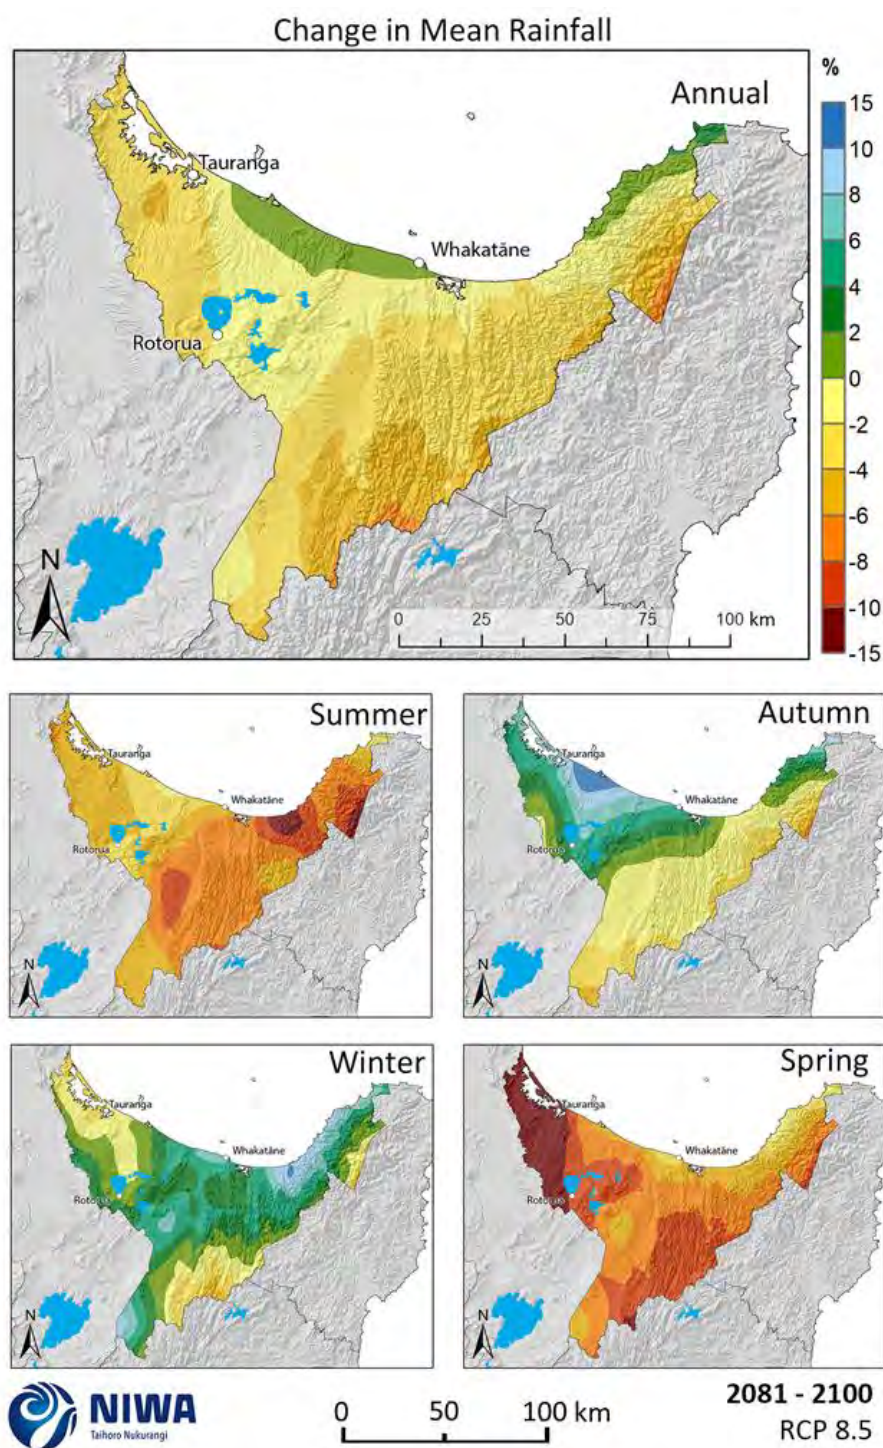 Change in Mean Rainfall
Annual
%
15
10
8
6
4
2
0
-2
-4
-6
-8
-10
-15
Tauranga
Whakatāne
Rotorua
N
0 25 50 100 km
Summer
Tauranga
Whakatāne
Rotorua
N
Autumn
Tauranga
Whakatāne
Rotorua
N
Winter
Tauranga
Whakatāne
Rotorua
N
Spring
Tauranga
Whakatāne
Rotorua
N
NIWA
Taihoro Nukurangi
0 50 100 km
2081 - 2100
RCP 8.5